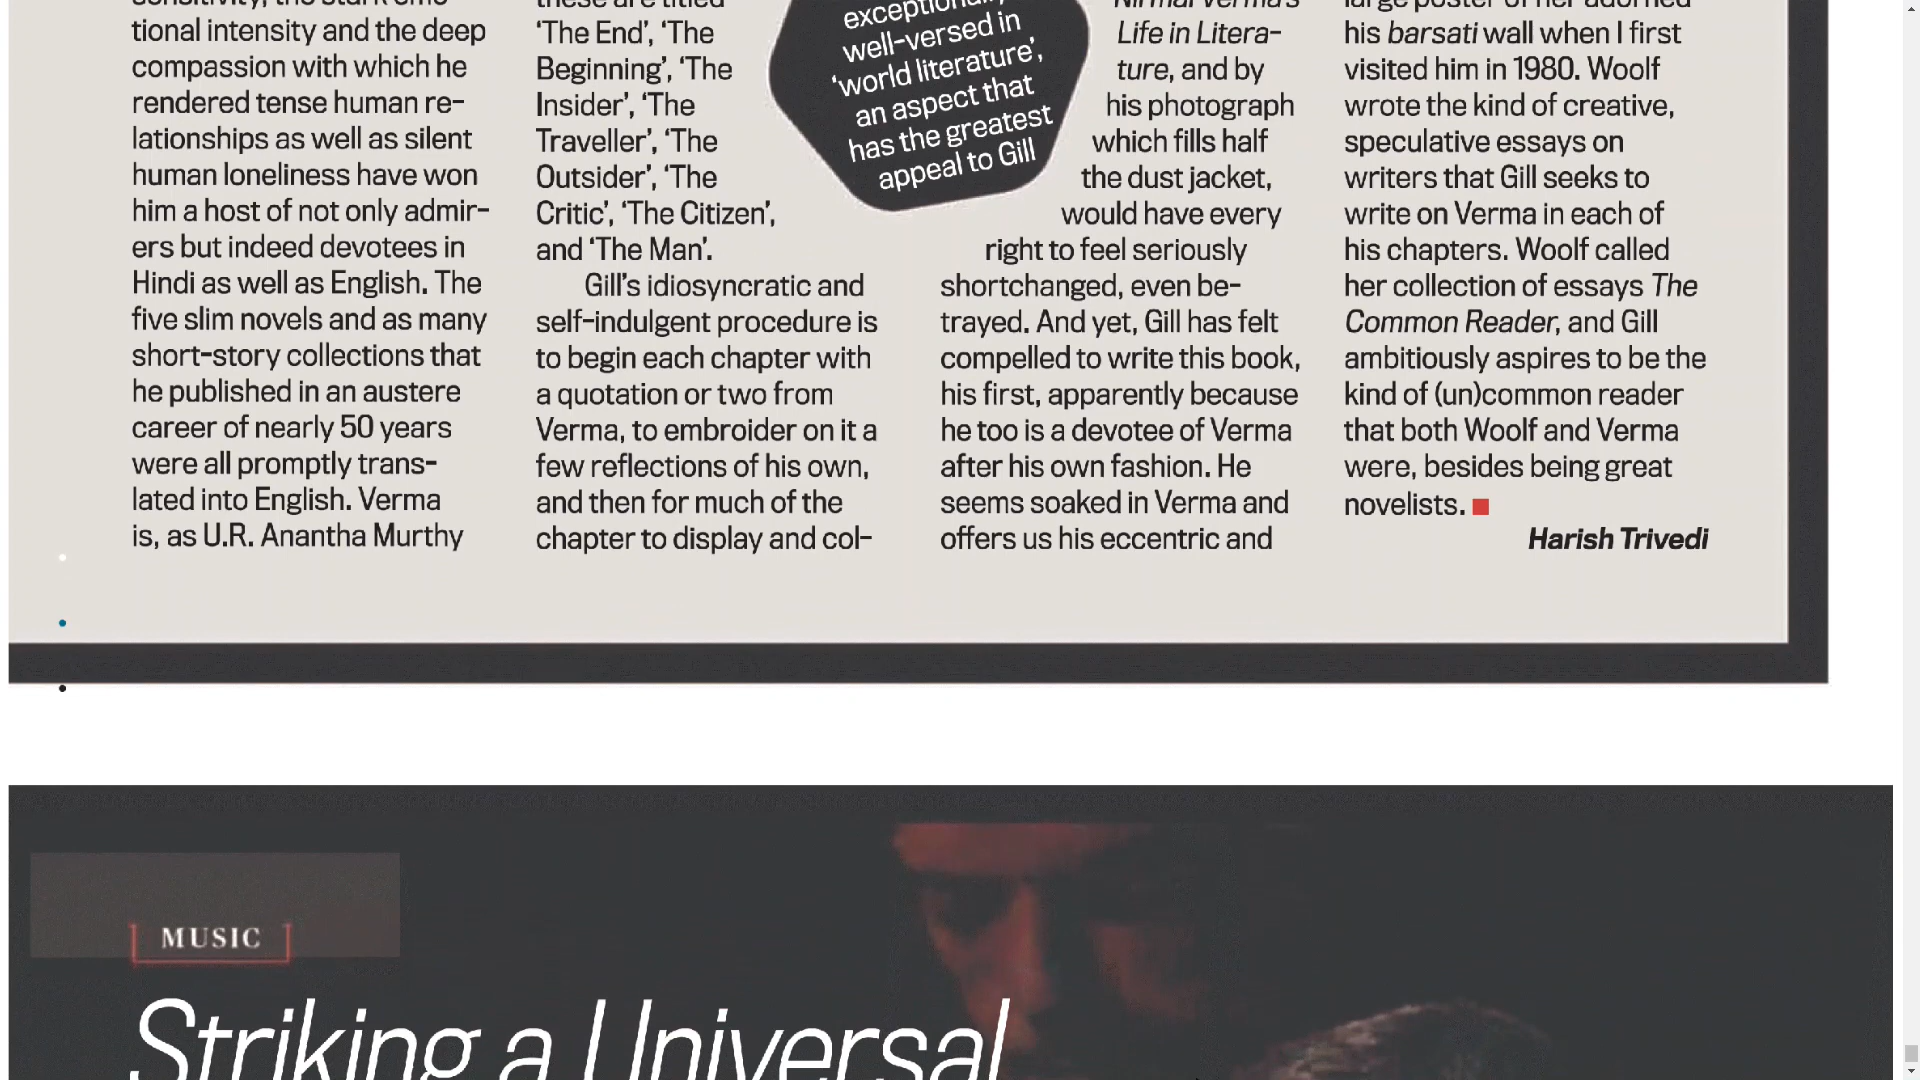 tional intensity and the deep
compassion with which he
rendered tense human re-
lationships as well as silent
human loneliness have won
him a host of not only admir-
ers but indeed devotees in
Hindi as well as English. The
five slim novels and as many
short-story collections that
he published in an austere
career of nearly 50 years
were all promptly trans-
lated into English. Verma
is, as U.R. Anantha Murthy
these are titled
‘The End’, ‘The
Beginning’, ‘The
Insider’, ‘The
Traveller’, ‘The
Outsider’, ‘The
Critic’, ‘The Citizen’,
and ‘The Man’.
Gill’s idiosyncratic and
self-indulgent procedure is
to begin each chapter with
a quotation or two from
Verma, to embroider on it a
few reflections of his own,
and then for much of the
chapter to display and col-
exceptionally
well-versed in
‘world literature’,
an aspect that
has the greatest
appeal to Gill
Nirmal Verma’s
Life in Litera-
ture, and by
his photograph
which fills half
the dust jacket,
would have every
right to feel seriously
shortchanged, even be-
trayed. And yet, Gill has felt
compelled to write this book,
his first, apparently because
he too is a devotee of Verma
after his own fashion. He
seems soaked in Verma and
offers us his eccentric and
large poster of her adorned
his barsati wall when I first
visited him in 1980. Woolf
wrote the kind of creative,
speculative essays on
writers that Gill seeks to
write on Verma in each of
his chapters. Woolf called
her collection of essays The
Common Reader, and Gill
ambitiously aspires to be the
kind of (un)common reader
that both Woolf and Verma
were, besides being great
novelists.
Harish Trivedi
MUSIC
Striking a Universal